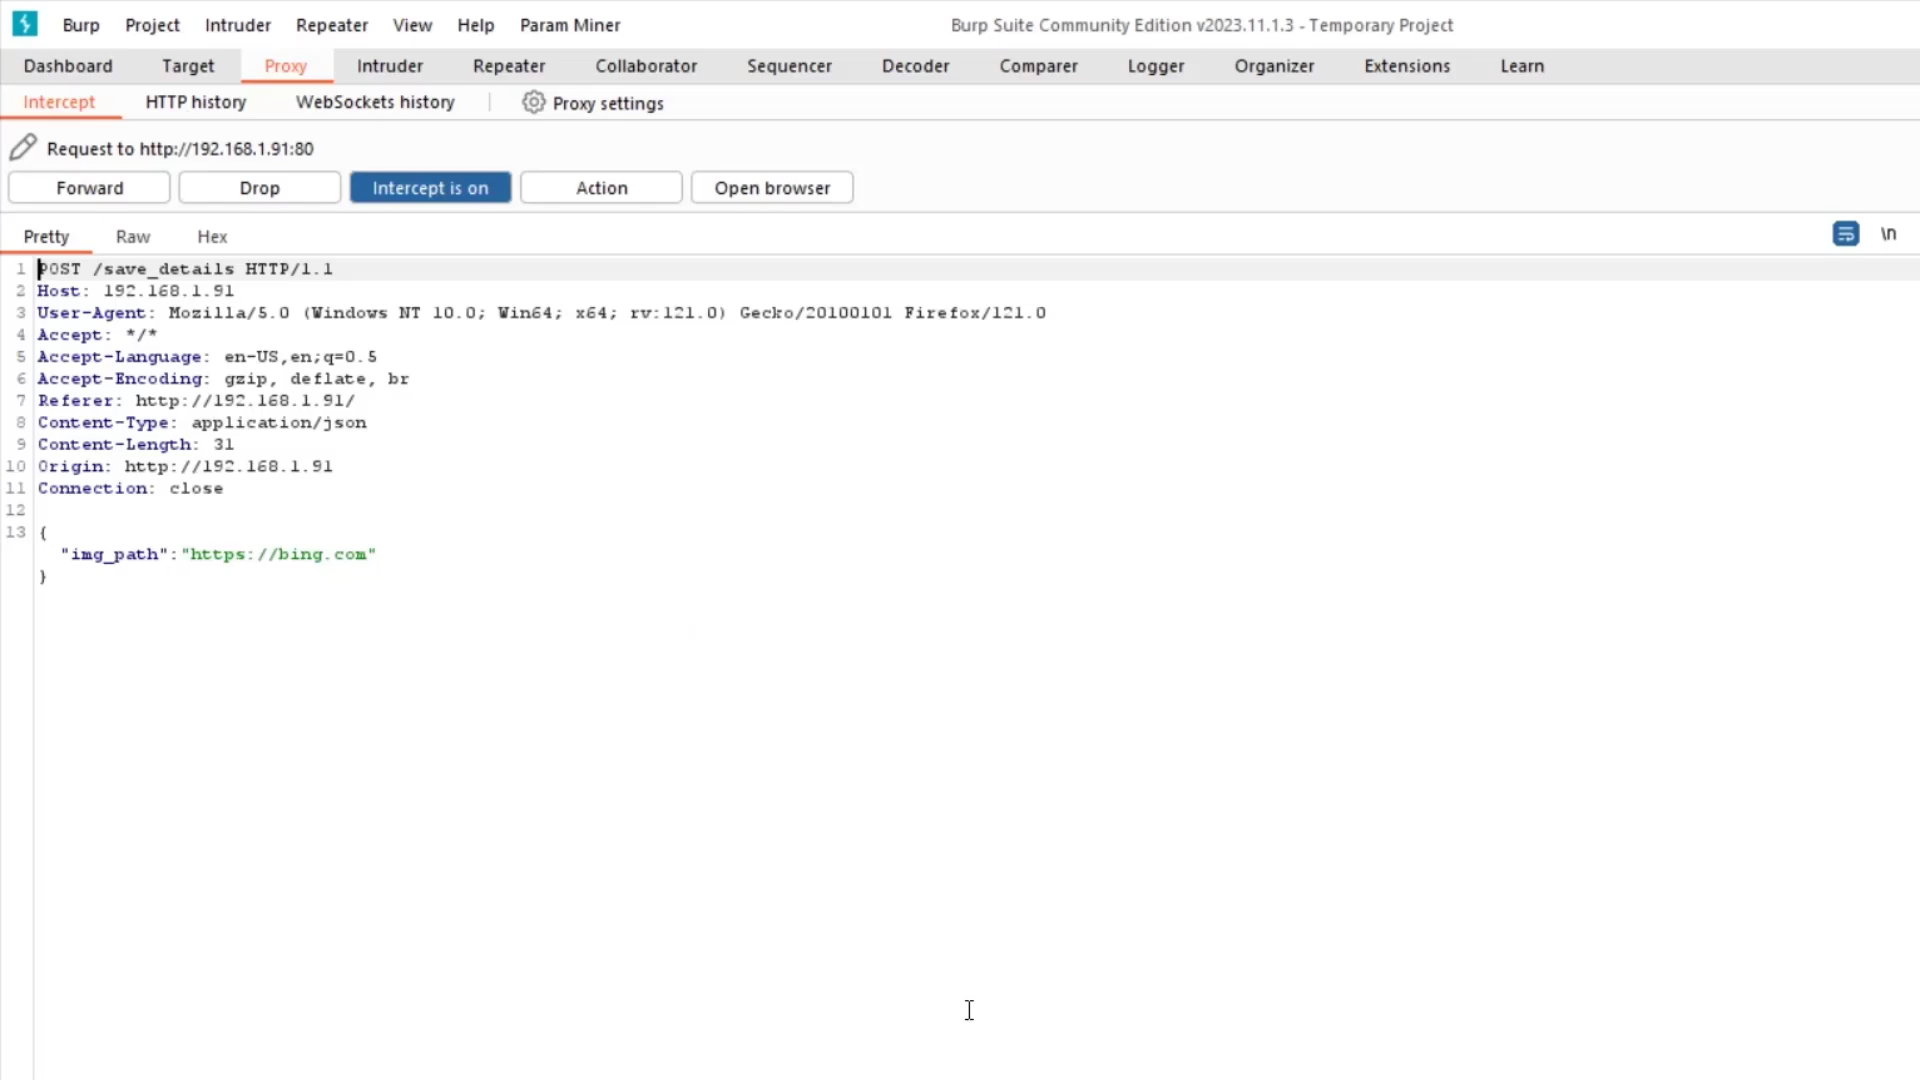 Burp Project Intruder Repeater View Help Param Miner Burp Suite Community Edition v2023.11.1.3 - Temporary Project
Dashboard Target Proxy Intruder Repeater Collaborator Sequencer Decoder Comparer Logger Organizer Extensions Learn
Intercept HTTP history WebSockets history Proxy settings
Request to http://192.168.1.91:80
Forward Drop Intercept is on Action Open browser
Pretty Raw Hex \n
1 POST /save_details HTTP/1.1
2 Host: 192.168.1.91
3 User-Agent: Mozilla/5.0 (Windows NT 10.0; Win64; x64; rv:121.0) Gecko/20100101 Firefox/121.0
4 Accept: */*
5 Accept-Language: en-US,en;q=0.5
6 Accept-Encoding: gzip, deflate, br
7 Referer: http://192.168.1.91/
8 Content-Type: application/json
9 Content-Length: 31
10 Origin: http://192.168.1.91
11 Connection: close
12
13 {
"img_path":"https://bing.com"
}